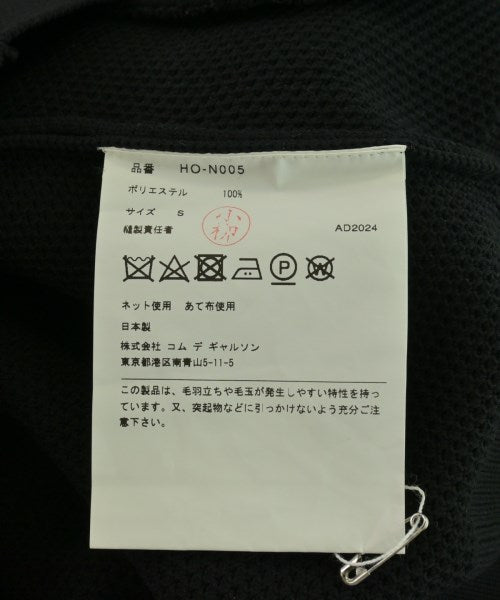 品番 HO-N005
ポリエステル 100%
サイズ S
縫製責任者 AD2024
P W
ネット使用 あて布使用
日本製
株式会社 コム デ ギャルソン
東京都港区南青山5-11-5
この製品は、毛羽立ちや毛玉が発生しやすい特性を持っ
ています。又、突起物などに引っかけないよう充分ご注
意下さい。